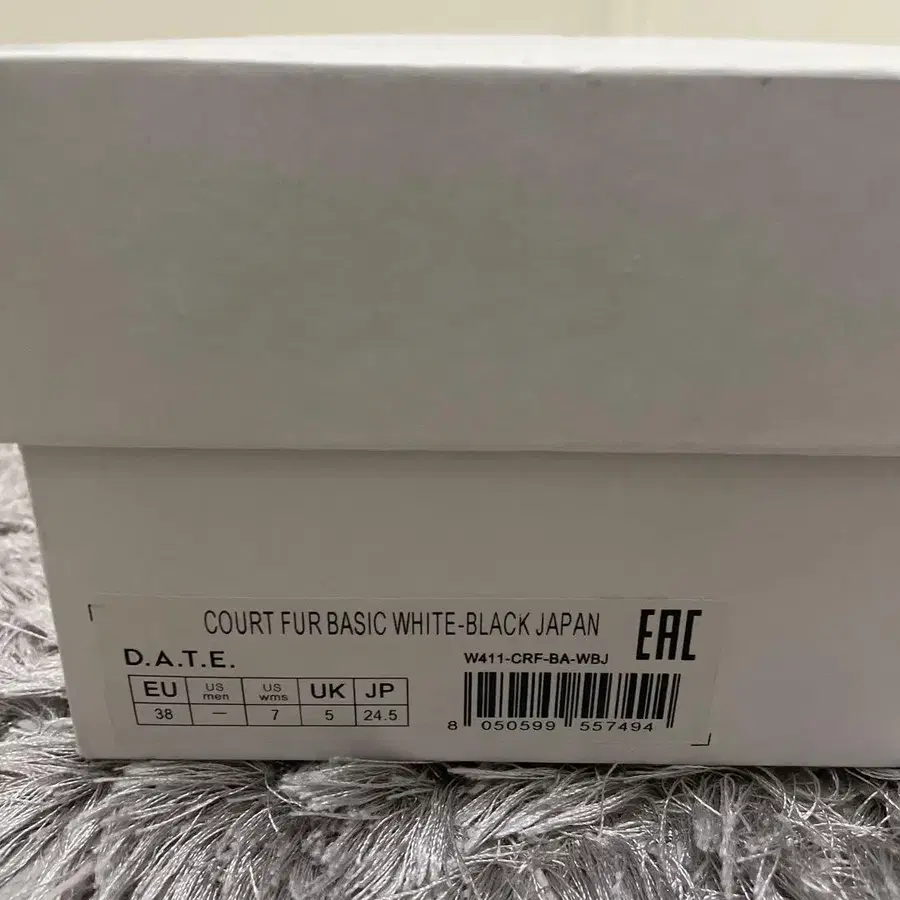 COURT FUR BASIC WHITE-BLACK JAPAN
EAC
D.A.T.E.
W411-CRF-BA-WBJ
EU US men US wms UK JP
38 — 7 5 24.5
8 050599 557494